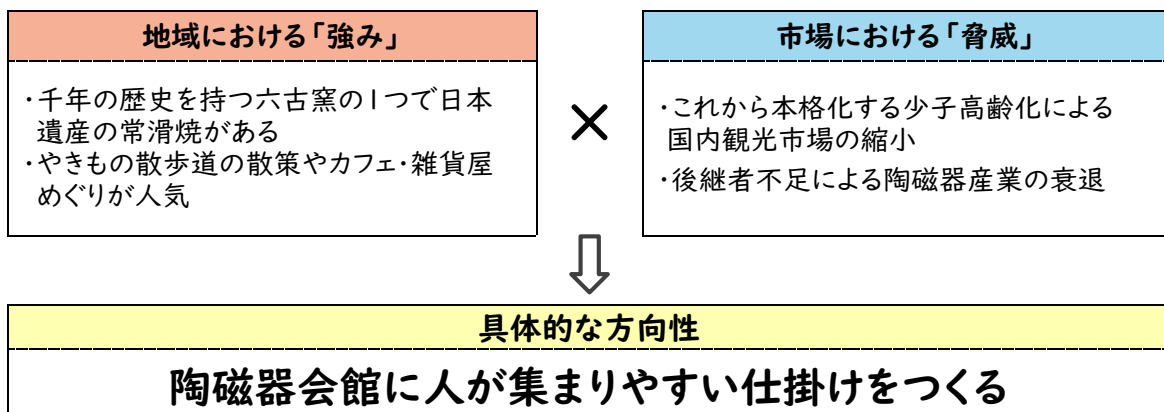 地域における「強み」
・千年の歴史を持つ六古窯の1つで日本
遺産の常滑焼がある
・やきもの散歩道の散策やカフェ・雑貨屋
めぐりが人気
×
市場における「脅威」
・これから本格化する少子高齢化による
国内観光市場の縮小
・後継者不足による陶磁器産業の衰退
具体的な方向性
陶磁器会館に人が集まりやすい仕掛けをつくる